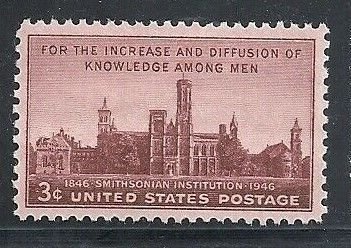 FOR THE INCREASE AND DIFFUSION OF
KNOWLEDGE AMONG MEN
1846 · SMITHSONIAN INSTITUTION · 1946
3¢ UNITED STATES POSTAGE